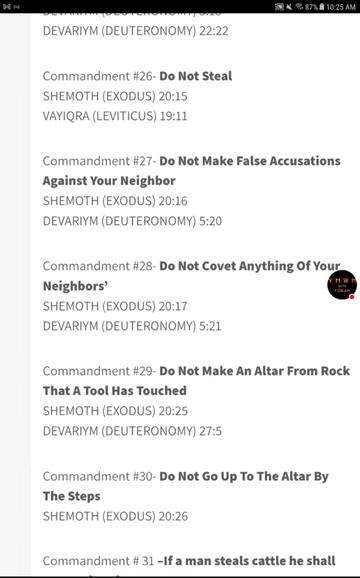 87% 10:25 AM
DEVARIYM (DEUTERONOMY) 22:22
Commandment #26- Do Not Steal
SHEMOTH (EXODUS) 20:15
VAYIQRA (LEVITICUS) 19:11
Commandment #27- Do Not Make False Accusations
Against Your Neighbor
SHEMOTH (EXODUS) 20:16
DEVARIYM (DEUTERONOMY) 5:20
Commandment #28- Do Not Covet Anything Of Your
Neighbors’
SHEMOTH (EXODUS) 20:17
DEVARIYM (DEUTERONOMY) 5:21
Commandment #29- Do Not Make An Altar From Rock
That A Tool Has Touched
SHEMOTH (EXODUS) 20:25
DEVARIYM (DEUTERONOMY) 27:5
Commandment #30- Do Not Go Up To The Altar By
The Steps
SHEMOTH (EXODUS) 20:26
Commandment # 31 –If a man steals cattle he shall